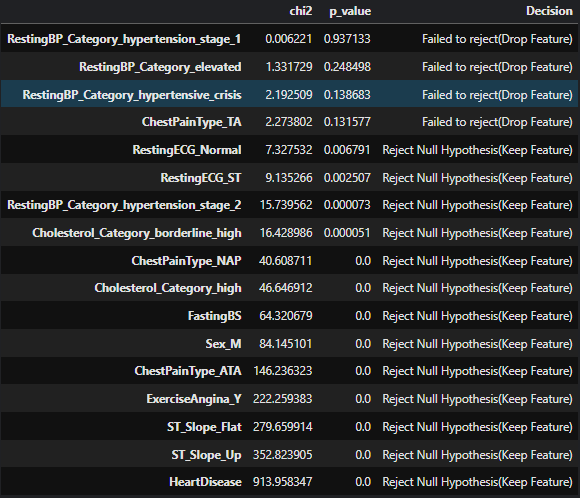 chi2 p_value Decision
RestingBP_Category_hypertension_stage_1 0.006221 0.937133 Failed to reject(Drop Feature)
RestingBP_Category_elevated 1.331729 0.248498 Failed to reject(Drop Feature)
RestingBP_Category_hypertensive_crisis 2.192509 0.138683 Failed to reject(Drop Feature)
ChestPainType_TA 2.273802 0.131577 Failed to reject(Drop Feature)
RestingECG_Normal 7.327532 0.006791 Reject Null Hypothesis(Keep Feature)
RestingECG_ST 9.135266 0.002507 Reject Null Hypothesis(Keep Feature)
RestingBP_Category_hypertension_stage_2 15.739562 0.000073 Reject Null Hypothesis(Keep Feature)
Cholesterol_Category_borderline_high 16.428986 0.000051 Reject Null Hypothesis(Keep Feature)
ChestPainType_NAP 40.608711 0.0 Reject Null Hypothesis(Keep Feature)
Cholesterol_Category_high 46.646912 0.0 Reject Null Hypothesis(Keep Feature)
FastingBS 64.320679 0.0 Reject Null Hypothesis(Keep Feature)
Sex_M 84.145101 0.0 Reject Null Hypothesis(Keep Feature)
ChestPainType_ATA 146.236323 0.0 Reject Null Hypothesis(Keep Feature)
ExerciseAngina_Y 222.259383 0.0 Reject Null Hypothesis(Keep Feature)
ST_Slope_Flat 279.659914 0.0 Reject Null Hypothesis(Keep Feature)
ST_Slope_Up 352.823905 0.0 Reject Null Hypothesis(Keep Feature)
HeartDisease 913.958347 0.0 Reject Null Hypothesis(Keep Feature)